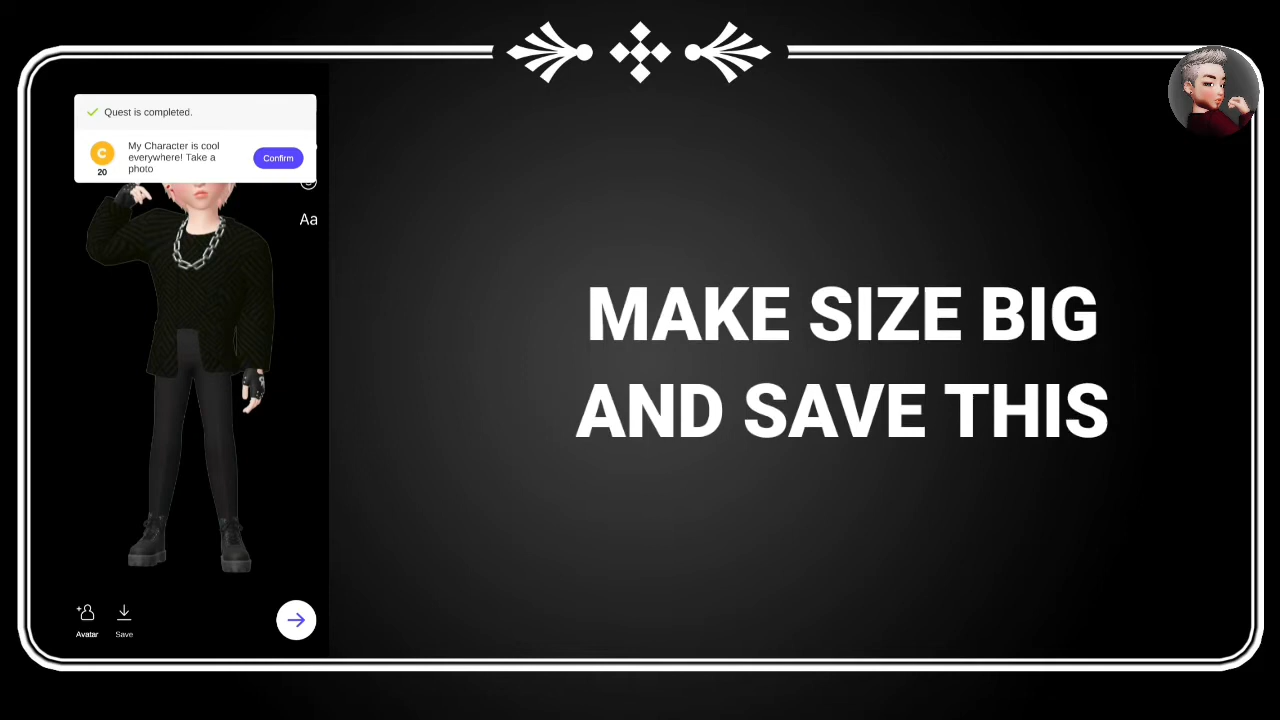 Quest is completed.
My Character is cool
everywhere! Take a
photo
C
20
Confirm
Aa
MAKE SIZE BIG
AND SAVE THIS
Avatar
Save